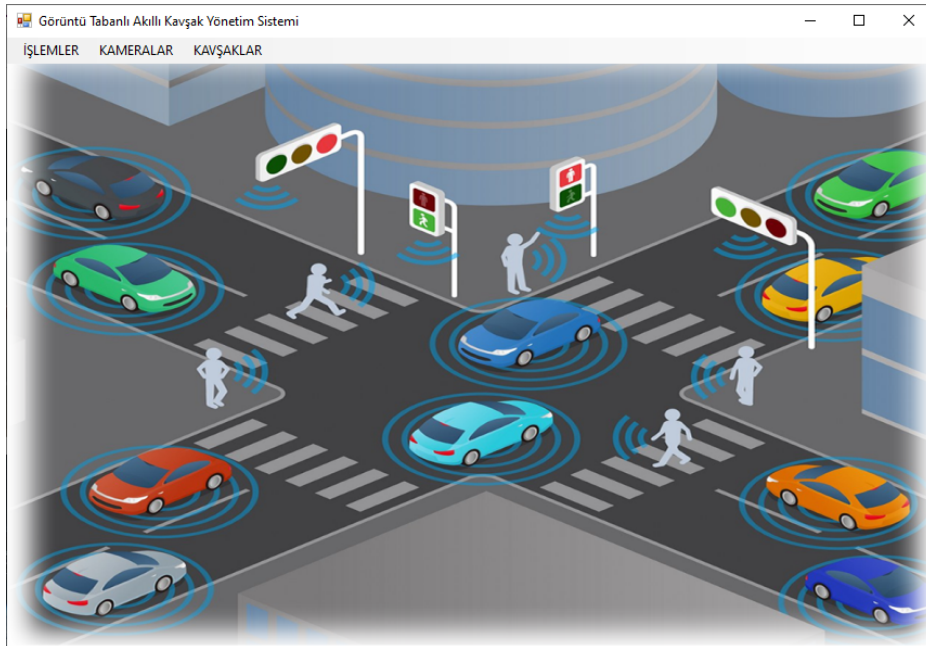 Görüntü Tabanlı Akıllı Kavşak Yönetim Sistemi
İŞLEMLER KAMERALAR KAVŞAKLAR